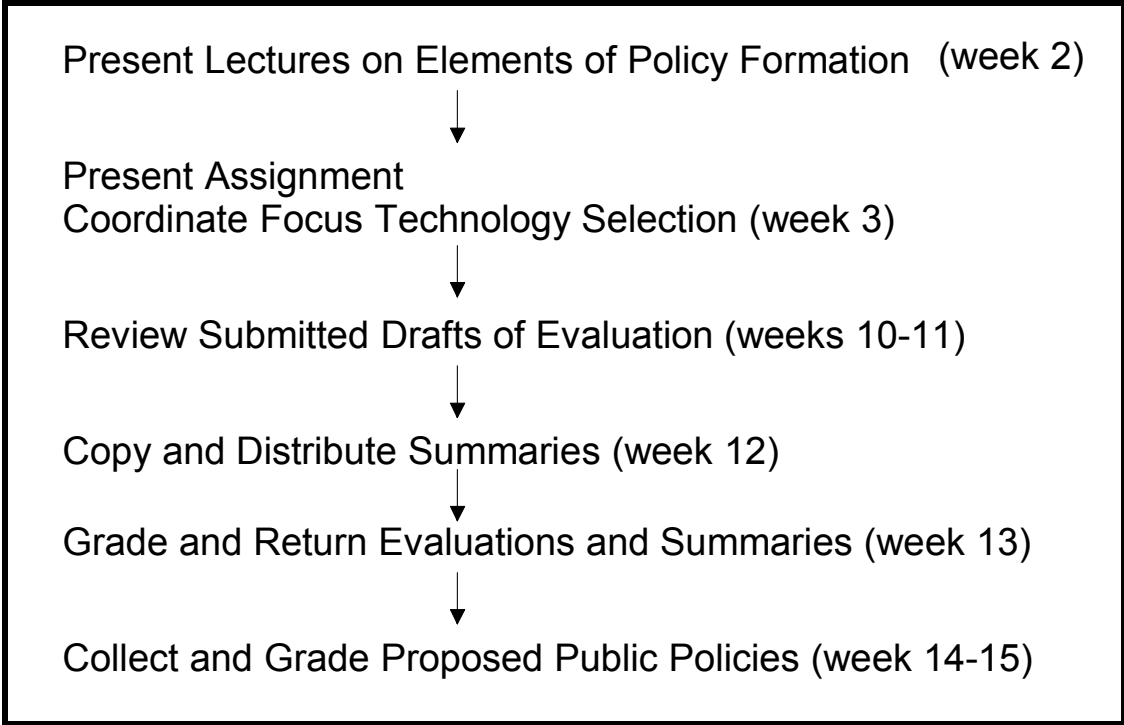 Present Lectures on Elements of Policy Formation (week 2)
Present Assignment
Coordinate Focus Technology Selection (week 3)
Review Submitted Drafts of Evaluation (weeks 10-11)
Copy and Distribute Summaries (week 12)
Grade and Return Evaluations and Summaries (week 13)
Collect and Grade Proposed Public Policies (week 14-15)